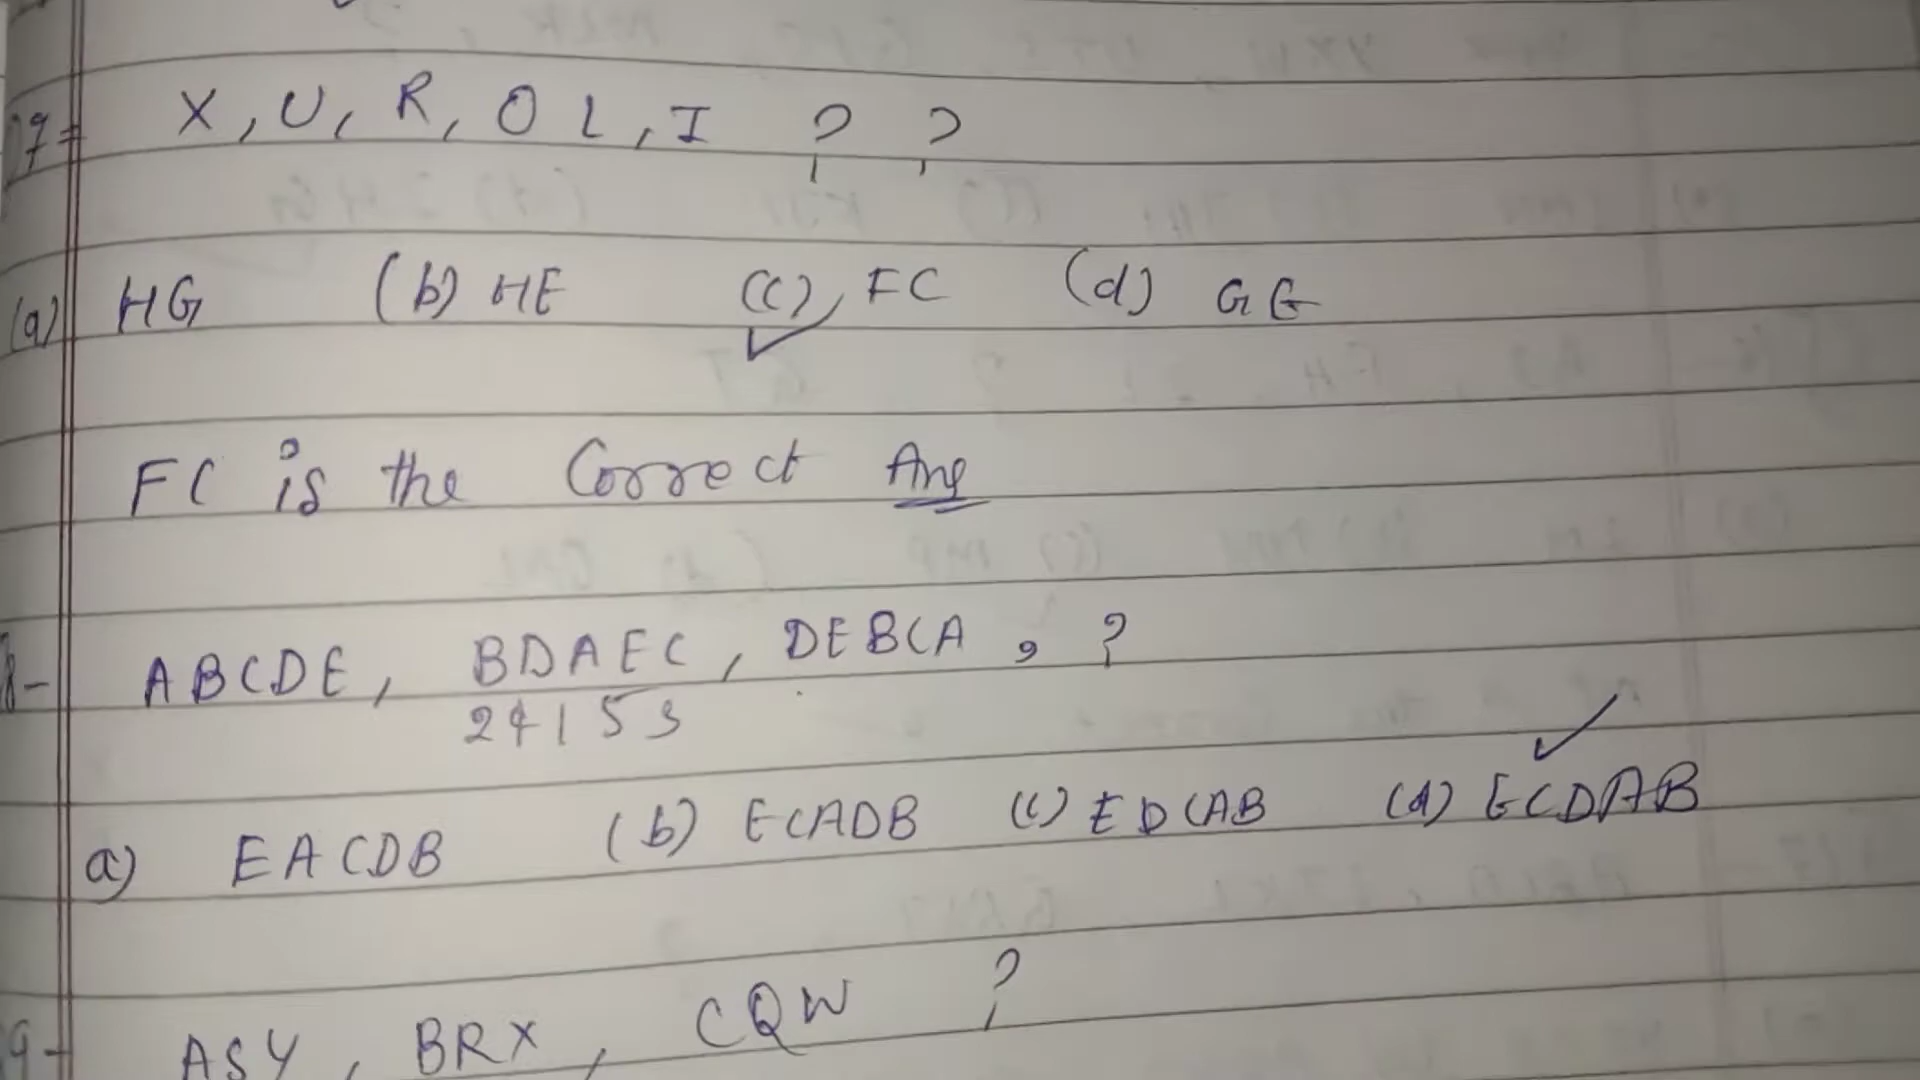 7= X, U, R, O L, I ? ?
(a) HG (b) HE (c) FC (d) GG
FC is the Correct Ans
8- ABCDE, BDAEC, DEBCA, ?
24153
a) EACDB (b) ECADB (c) EDCAB (d) ECDAB
9- ASY, BRX, CQW ?